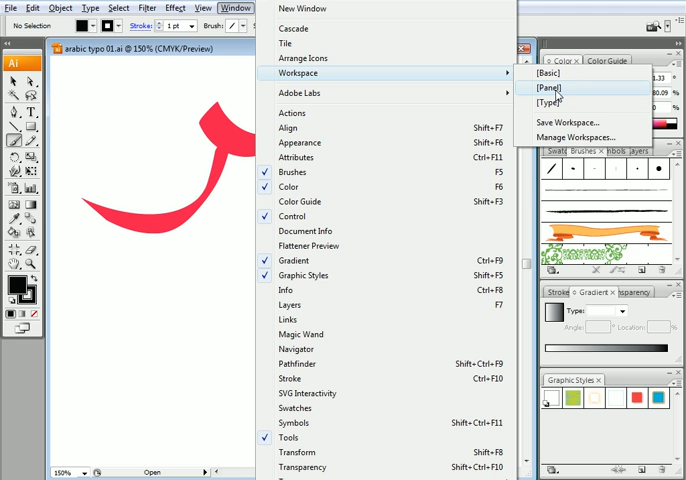 File Edit Object Type Select Filter Effect View Window
No Selection Stroke: 1 pt Brush:
arabic typo 01.ai @ 150% (CMYK/Preview)
Ai
New Window
Cascade
Tile
Arrange Icons
Workspace
Adobe Labs
Actions
Align Shift+F7
Appearance Shift+F6
Attributes Ctrl+F11
Brushes F5
Color F6
Color Guide Shift+F3
Control
Document Info
Flattener Preview
Gradient Ctrl+F9
Graphic Styles Shift+F5
Info Ctrl+F8
Layers F7
Links
Magic Wand
Navigator
Pathfinder Shift+Ctrl+F9
Stroke Ctrl+F10
SVG Interactivity
Swatches
Symbols Shift+Ctrl+F11
Tools
Transform Shift+F8
Transparency Shift+Ctrl+F10
[Basic]
[Panel]
[Type]
Save Workspace...
Manage Workspaces...
Color Color Guide
Brushes
Stroke Gradient
Type:
Angle: Location: %
Graphic Styles
150% Open